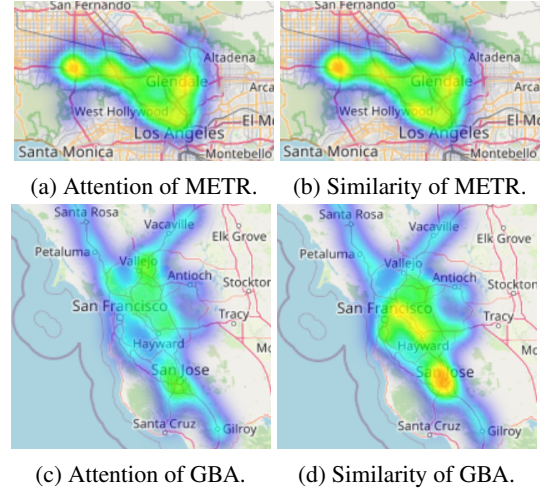 San Fernando
San Fernando
Altadena
Altadena
Glendale
Glendale
Arca
Arca
West Hollywood
West Hollywood
El Mo
El-Mo
Los Angeles
Los Angeles
Santa Monica
Montebello
Santa Monica
Montebello
(a) Attention of METR.
(b) Similarity of METR.
Santa Rosa
Vacaville
Santa Rosa
Vacaville
Elk Grove
Elk Grove
Petaluma
Vallejo
Petaluma
Vallejo
Antioch
Antioch
Stockton
Stockton
San Francisco
San Francisco
Tracy
Tracy
Hayward
Hayward
Mo
Mo
San Jose
San Jose
Santa Cruz
Gilroy
Santa Cruz
Gilroy
(c) Attention of GBA.
(d) Similarity of GBA.